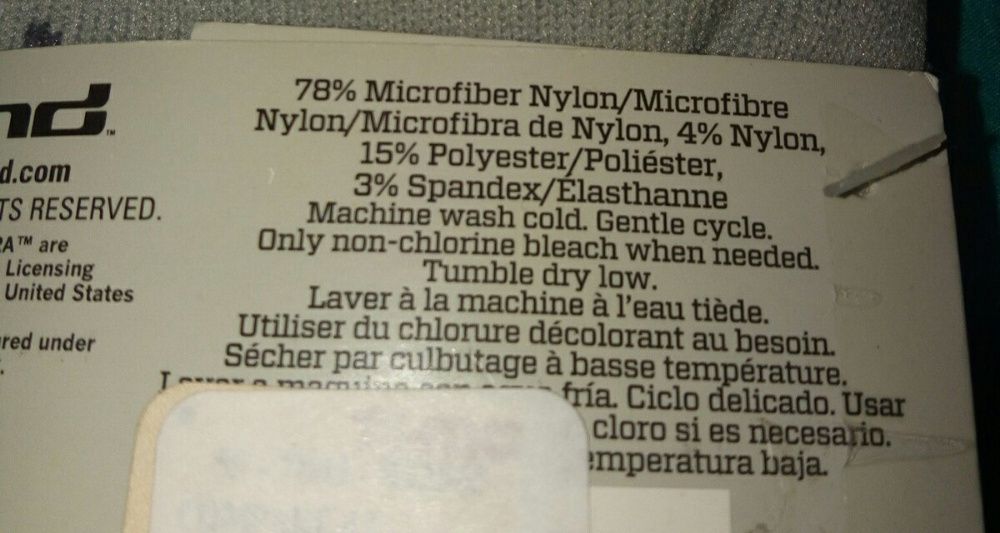 nd™
d.com
TS RESERVED.
RA™ are
Licensing
United States
red under
.
78% Microfiber Nylon/Microfibre
Nylon/Microfibra de Nylon, 4% Nylon,
15% Polyester/Poliéster,
3% Spandex/Élasthanne
Machine wash cold. Gentle cycle.
Only non-chlorine bleach when needed.
Tumble dry low.
Laver à la machine à l'eau tiède.
Utiliser du chlorure décolorant au besoin.
Sécher par culbutage à basse température.
fría. Ciclo delicado. Usar
cloro si es necesario.
emperatura baja.